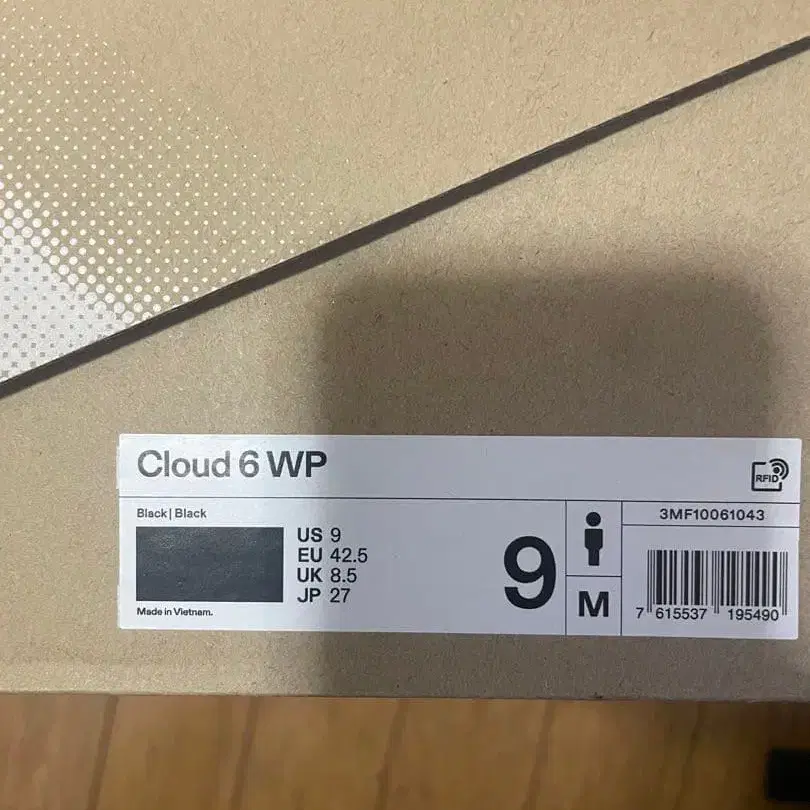 Cloud 6 WP
RFID
Black | Black
US 9
EU 42.5
UK 8.5
JP 27
Made in Vietnam.
9
M
3MF10061043
7 615537 195490